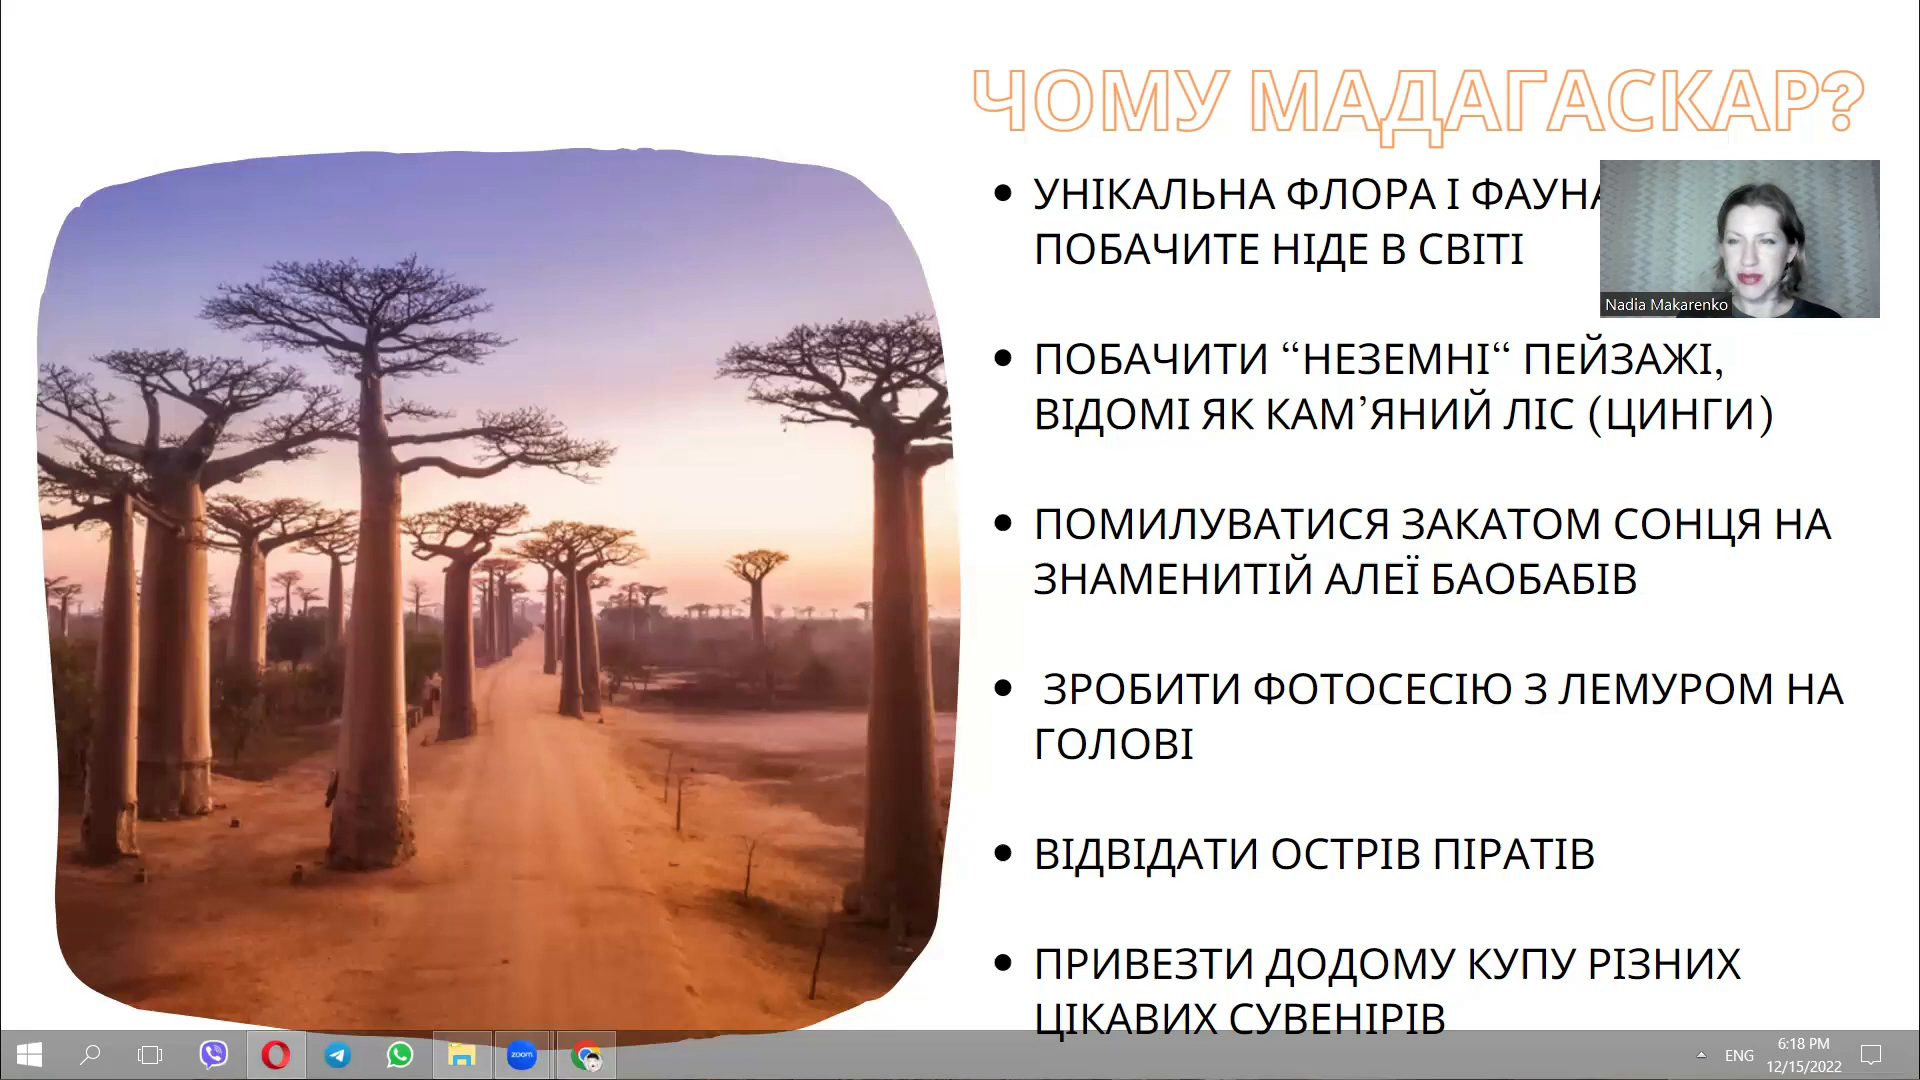 ЧОМУ МАДАГАСКАР?
• УНІКАЛЬНА ФЛОРА І ФАУНА
ПОБАЧИТЕ НІДЕ В СВІТІ
Nadia Makarenko
• ПОБАЧИТИ “НЕЗЕМНІ“ ПЕЙЗАЖІ,
ВІДОМІ ЯК КАМ’ЯНИЙ ЛІС (ЦИНГИ)
• ПОМИЛУВАТИСЯ ЗАКАТОМ СОНЦЯ НА
ЗНАМЕНИТІЙ АЛЕЇ БАОБАБІВ
• ЗРОБИТИ ФОТОСЕСІЮ З ЛЕМУРОМ НА
ГОЛОВІ
• ВІДВІДАТИ ОСТРІВ ПІРАТІВ
• ПРИВЕЗТИ ДОДОМУ КУПУ РІЗНИХ
ЦІКАВИХ СУВЕНІРІВ
zoom
ENG
6:18 PM
12/15/2022